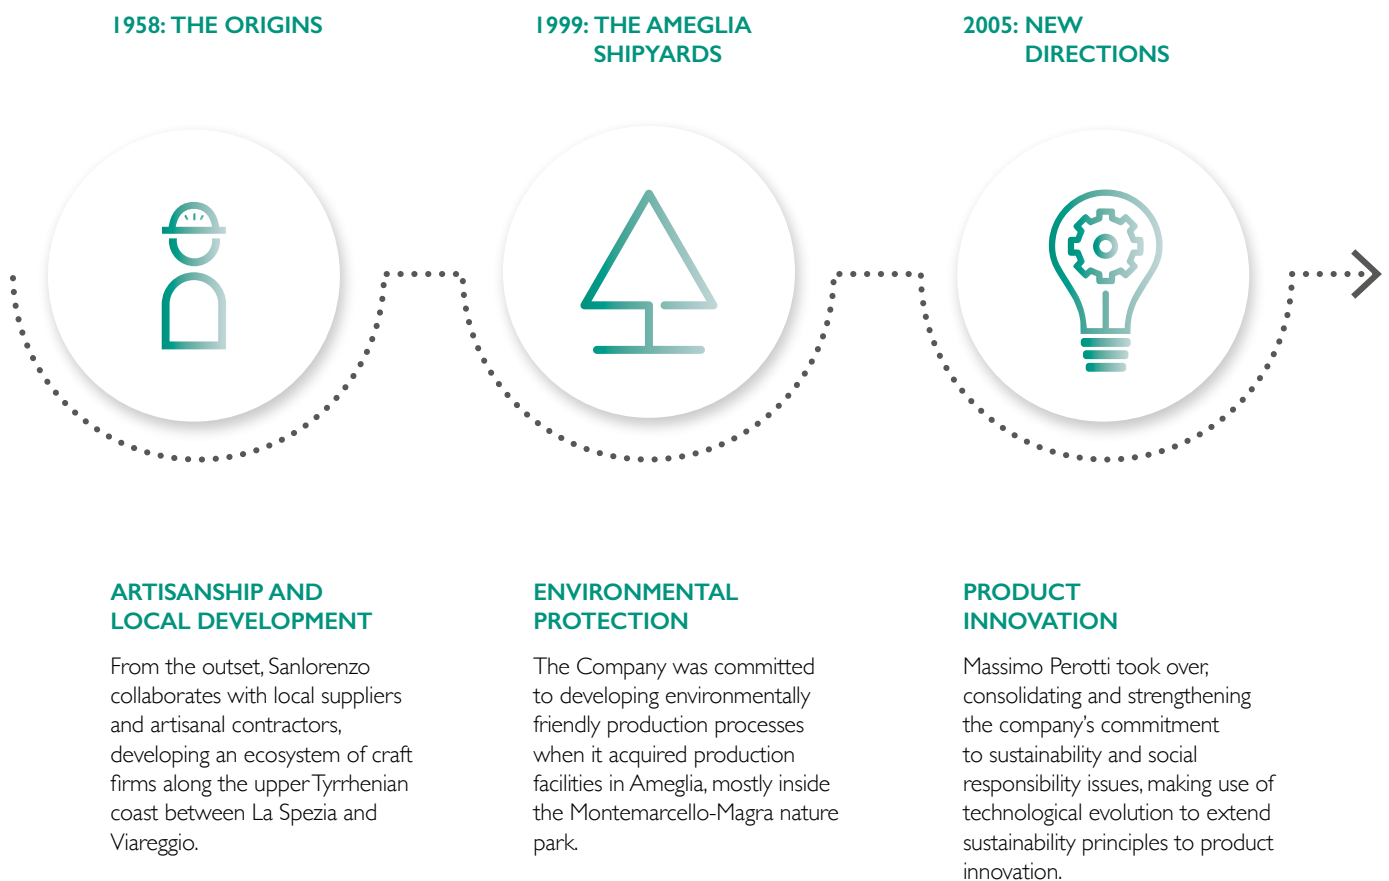 1958: THE ORIGINS
1999: THE AMEGLIA
SHIPYARDS
2005: NEW
DIRECTIONS
ARTISANSHIP AND
LOCAL DEVELOPMENT
From the outset, Sanlorenzo
collaborates with local suppliers
and artisanal contractors,
developing an ecosystem of craft
firms along the upper Tyrrhenian
coast between La Spezia and
Viareggio.
ENVIRONMENTAL
PROTECTION
The Company was committed
to developing environmentally
friendly production processes
when it acquired production
facilities in Ameglia, mostly inside
the Montemarcello-Magra nature
park.
PRODUCT
INNOVATION
Massimo Perotti took over,
consolidating and strengthening
the company's commitment
to sustainability and social
responsibility issues, making use of
technological evolution to extend
sustainability principles to product
innovation.